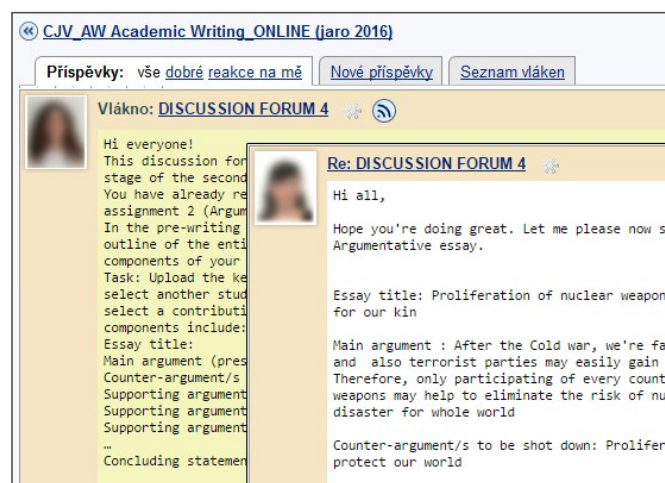 CJV_AW Academic Writing_ONLINE (jaro 2016)
Příspěvky: vše dobré reakce na mě Nové příspěvky Seznam vláken
Vlákno: DISCUSSION FORUM 4
Hi everyone!
This discussion for
stage of the second
You have already re
assignment 2 (Argum
In the pre-writing
outline of the enti
components of your
Task: Upload the ke
select another stud
select a contributi
components include:
Essay title:
Main argument (pres
Counter-argument/s
Supporting argument
Supporting argument
Supporting argument
…
Concluding statemen
Re: DISCUSSION FORUM 4
Hi all,
Hope you're doing great. Let me please now s
Argumentative essay.
Essay title: Proliferation of nuclear weapon
for our kin
Main argument : After the Cold war, we're fa
and  also terrorist parties may easily gain
Therefore, only participating of every count
weapons may help to eliminate the risk of nu
disaster for whole world
Counter-argument/s to be shot down: Prolifer
protect our world